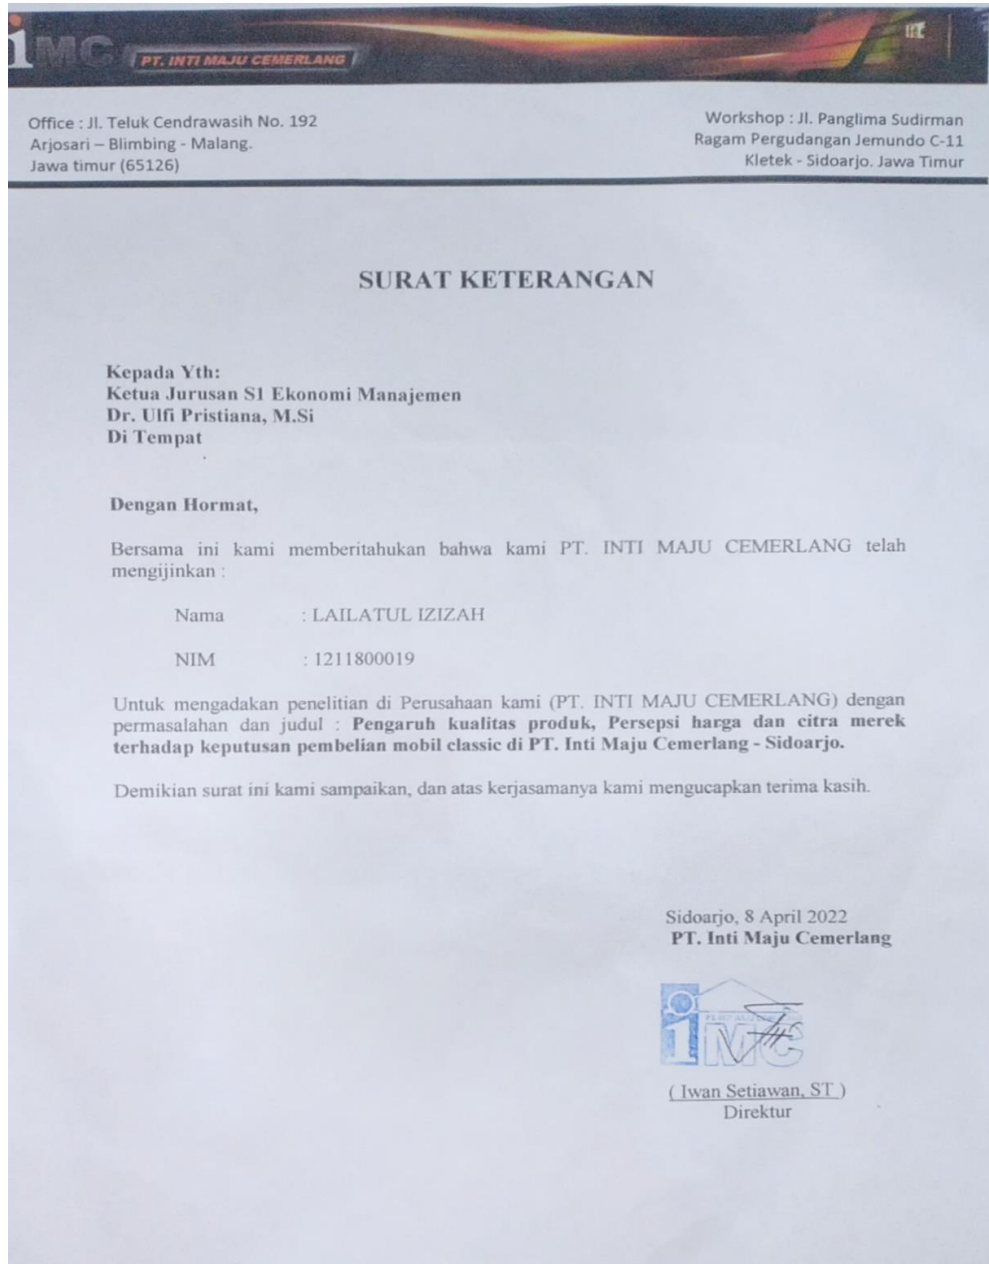 iMC
PT. INTI MAJU CEMERLANG
Office : Jl. Teluk Cendrawasih No. 192
Arjosari – Blimbing - Malang.
Jawa timur (65126)
Workshop : Jl. Panglima Sudirman
Ragam Pergudangan Jemundo C-11
Kletek - Sidoarjo. Jawa Timur
SURAT KETERANGAN
Kepada Yth:
Ketua Jurusan S1 Ekonomi Manajemen
Dr. Ulfi Pristiana, M.Si
Di Tempat
Dengan Hormat,
Bersama ini kami memberitahukan bahwa kami PT. INTI MAJU CEMERLANG telah
mengijinkan :
Nama : LAILATUL IZIZAH
NIM : 1211800019
Untuk mengadakan penelitian di Perusahaan kami (PT. INTI MAJU CEMERLANG) dengan
permasalahan dan judul : Pengaruh kualitas produk, Persepsi harga dan citra merek
terhadap keputusan pembelian mobil classic di PT. Inti Maju Cemerlang - Sidoarjo.
Demikian surat ini kami sampaikan, dan atas kerjasamanya kami mengucapkan terima kasih.
Sidoarjo, 8 April 2022
PT. Inti Maju Cemerlang
iMC
( Iwan Setiawan, ST )
Direktur